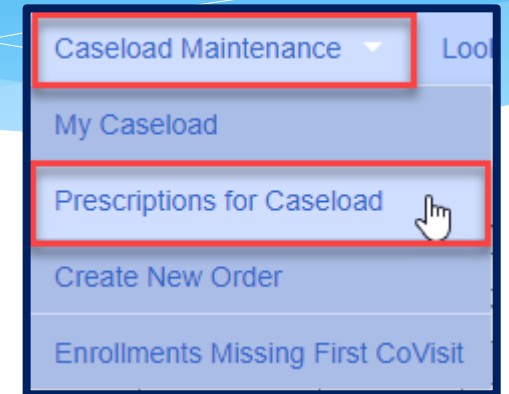 Caseload Maintenance
My Caseload
Prescriptions for Caseload
Create New Order
Enrollments Missing First CoVisit